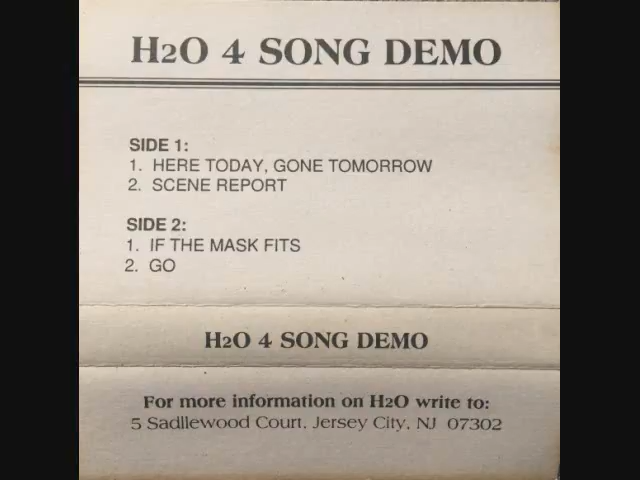 H2O 4 SONG DEMO
SIDE 1:
1. HERE TODAY, GONE TOMORROW
2. SCENE REPORT
SIDE 2:
1. IF THE MASK FITS
2. GO
H2O 4 SONG DEMO
For more information on H2O write to:
5 Sadllewood Court, Jersey City, NJ 07302